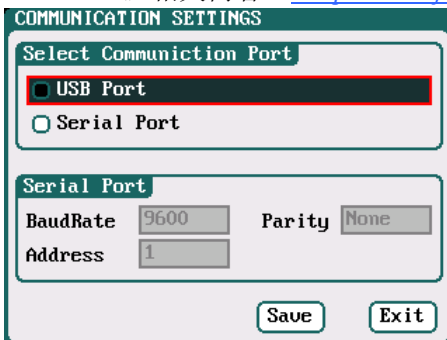 COMMUNICATION SETTINGS
Select Communiction Port
USB Port
Serial Port
Serial Port
BaudRate 9600 Parity None
Address 1
Save Exit